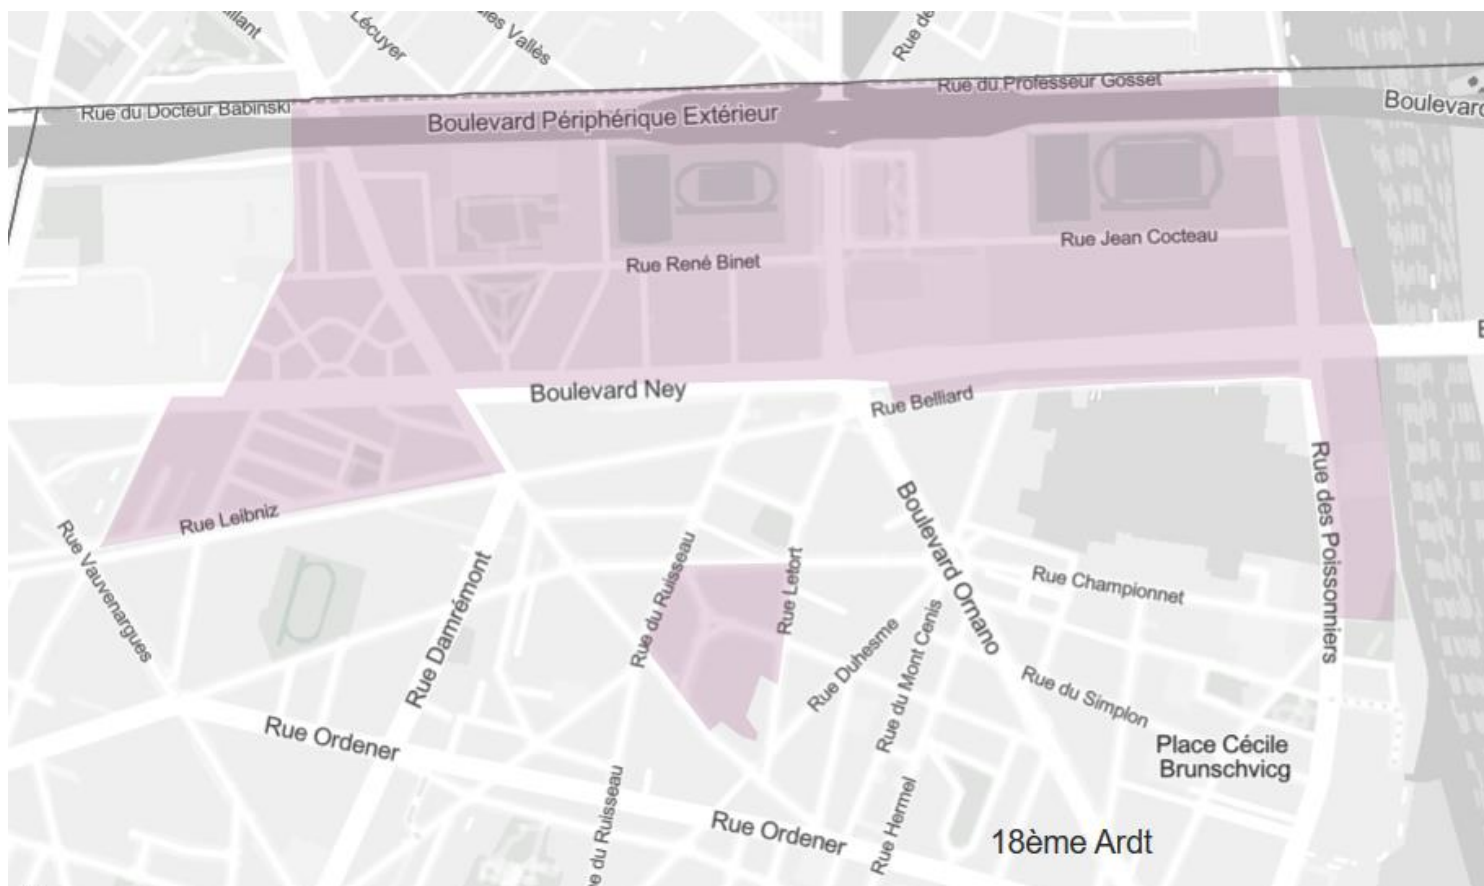 Lécuyer
Rue du Docteur Babinski
Boulevard Périphérique Extérieur
Rue du Professeur Gosset
Boulevard
Rue Jean Cocteau
Rue René Binet
Boulevard Ney
Rue Belliard
Rue Leibniz
Rue Vauvenargues
Rue Damrémont
Rue du Ruisseau
Rue Letort
Boulevard Ornano
Rue Championnet
Rue des Poissonniers
Rue Duhesme
Rue du Mont Cenis
Rue du Simplon
Place Cécile
Brunschvicg
Rue Ordener
Rue Ordener
du Ruisseau
Rue Hermel
18ème Ardt